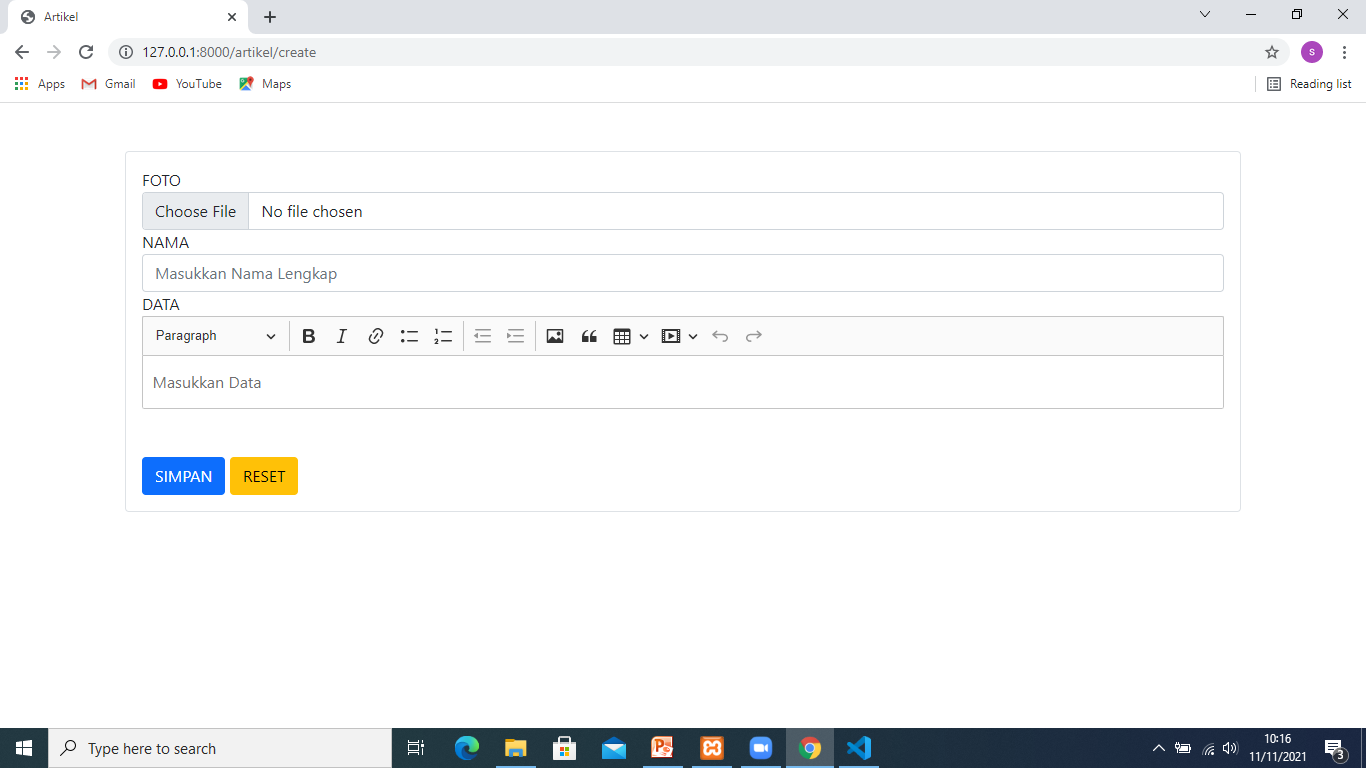 Artikel
127.0.0.1:8000/artikel/create
S
Apps Gmail YouTube Maps Reading list
FOTO
Choose File No file chosen
NAMA
Masukkan Nama Lengkap
DATA
Paragraph B I
Masukkan Data
SIMPAN RESET
Type here to search
10:16
11/11/2021
3